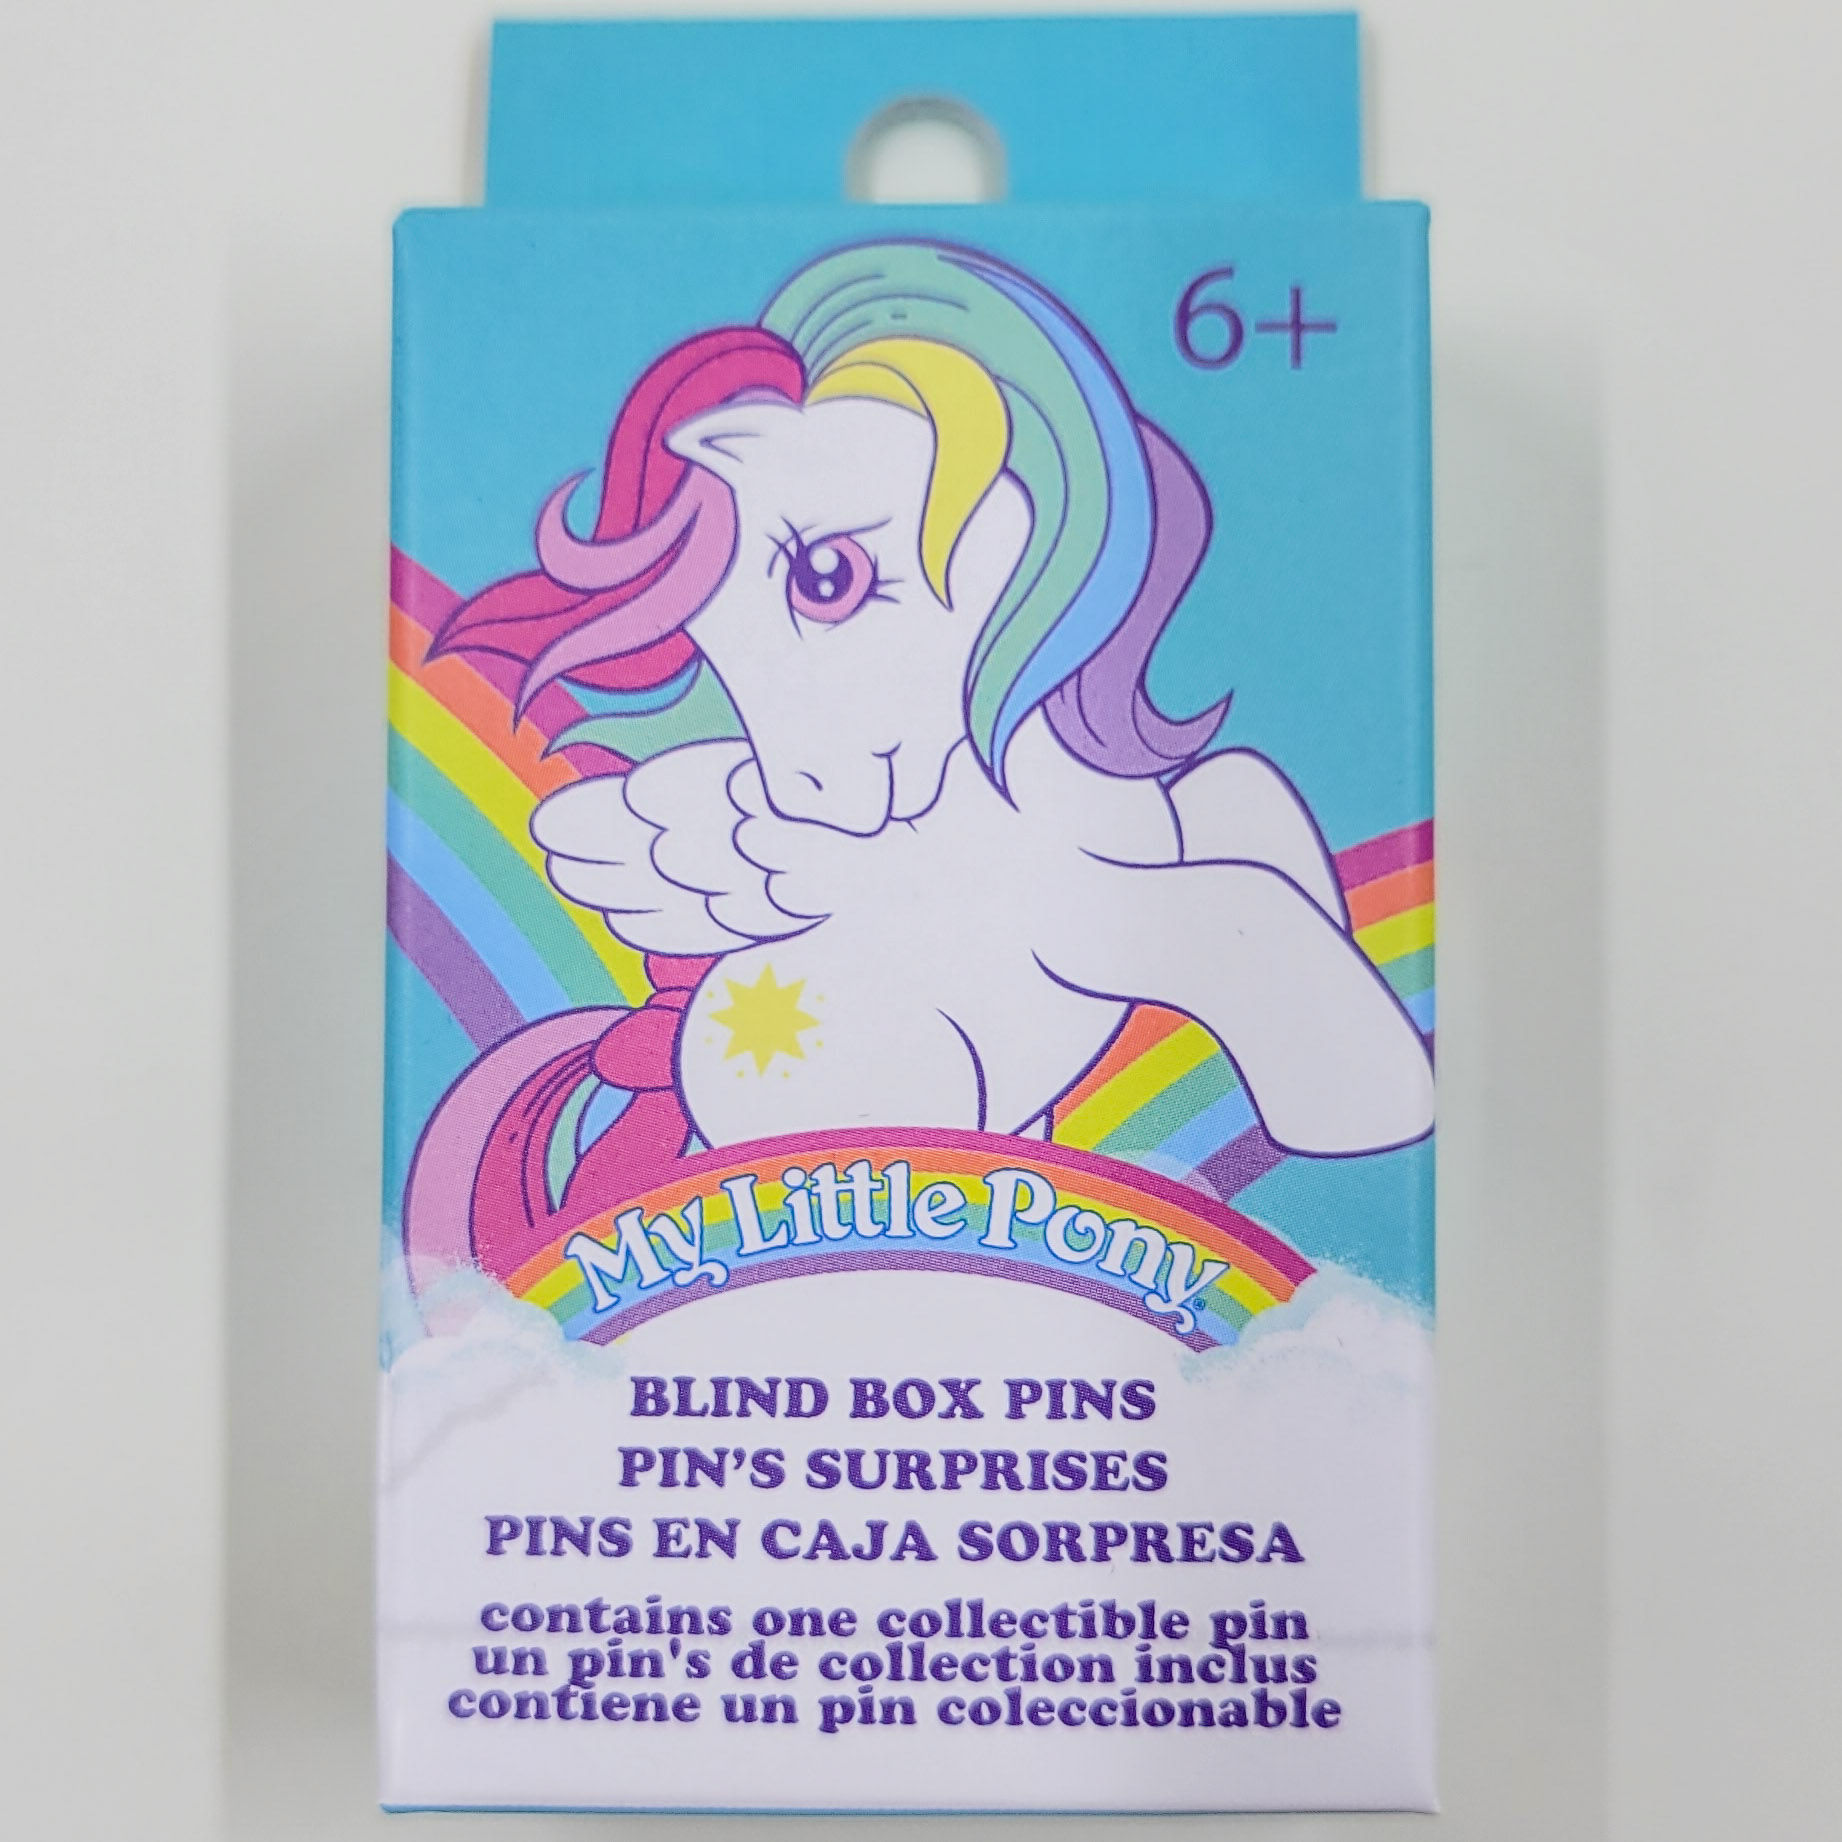 6+
My Little Pony®
BLIND BOX PINS
PIN'S SURPRISES
PINS EN CAJA SORPRESA
contains one collectible pin
un pin's de collection inclus
contiene un pin coleccionable